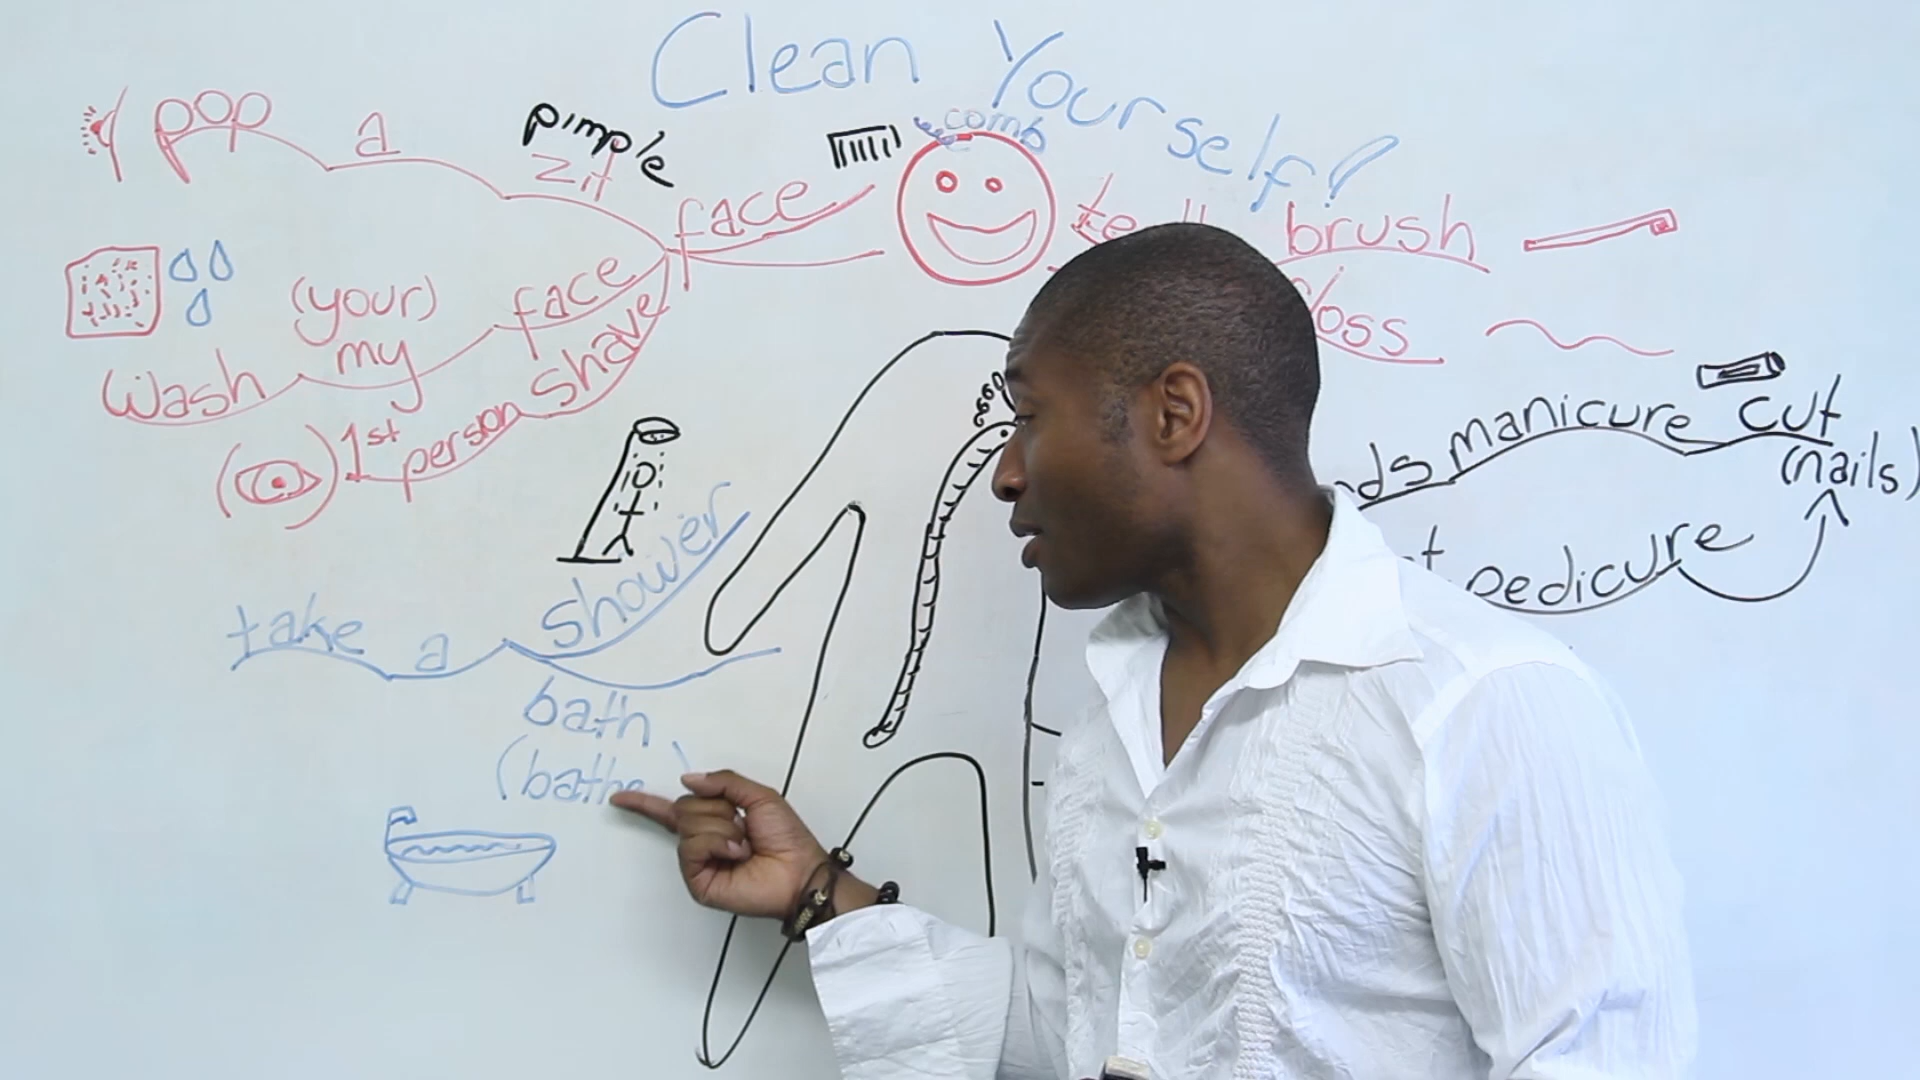 Clean Yourself!
comb
pop a zit
pimple
face
wash my face
(your)
shave
1st person
brush
floss
take a shower
bath
(bathe)
manicure cut
(nails)
pedicure